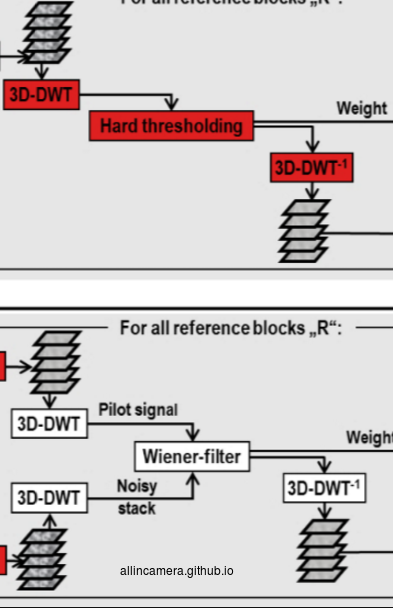 For all reference blocks „R“:
3D-DWT
Hard thresholding
Weight
3D-DWT-1
For all reference blocks „R“:
Pilot signal
3D-DWT
Weight
Wiener-filter
3D-DWT
Noisy
stack
3D-DWT-1
allincamera.github.io